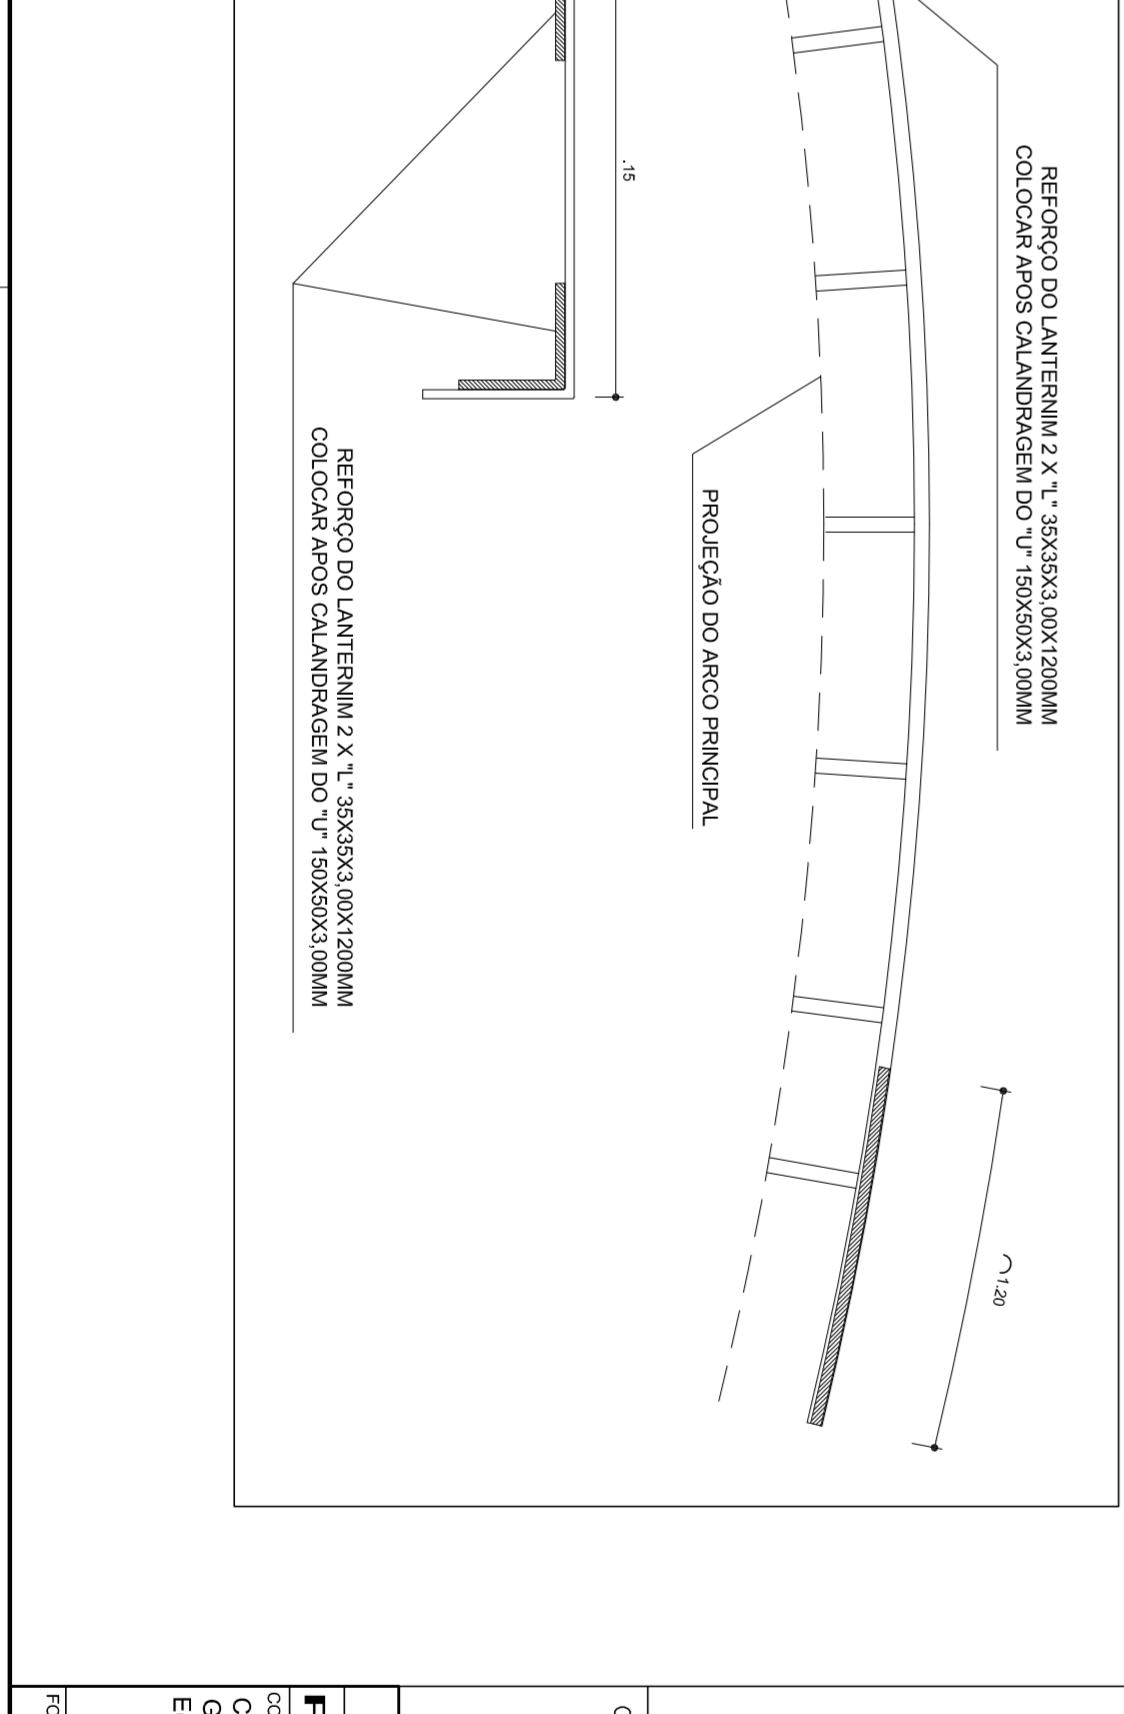 REFORÇO DO LANTERNIM 2 X "L" 35X35X3,00X1200MM
COLOCAR APOS CALANDRAGEM DO "U" 150X50X3,00MM
.15
PROJEÇÃO DO ARCO PRINCIPAL
1.20
REFORÇO DO LANTERNIM 2 X "L" 35X35X3,00X1200MM
COLOCAR APOS CALANDRAGEM DO "U" 150X50X3,00MM